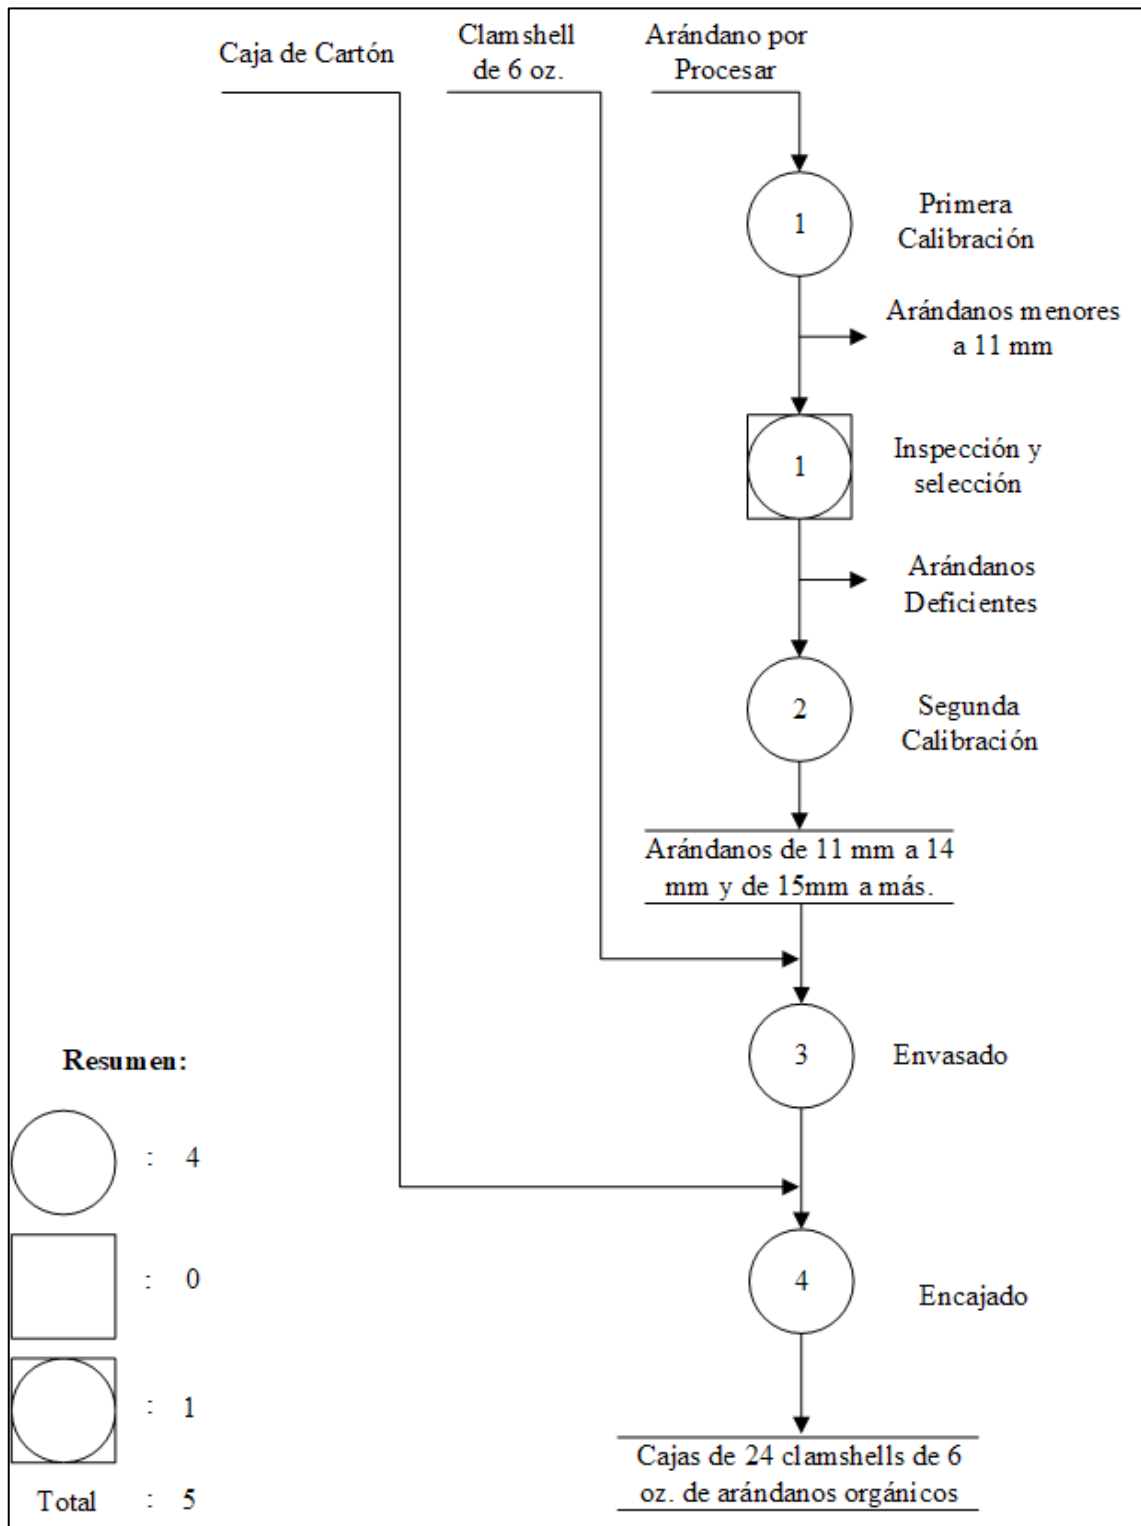 Caja de Cartón
Clamshell
de 6 oz.
Arándano por
Procesar
1
Primera
Calibración
Arándanos menores
a 11 mm
1
Inspección y
selección
Arándanos
Deficientes
2
Segunda
Calibración
Arándanos de 11 mm a 14
mm y de 15mm a más.
3
Envasado
4
Encajado
Cajas de 24 clamshells de 6
oz. de arándanos orgánicos
Resumen:
: 4
: 0
: 1
Total : 5